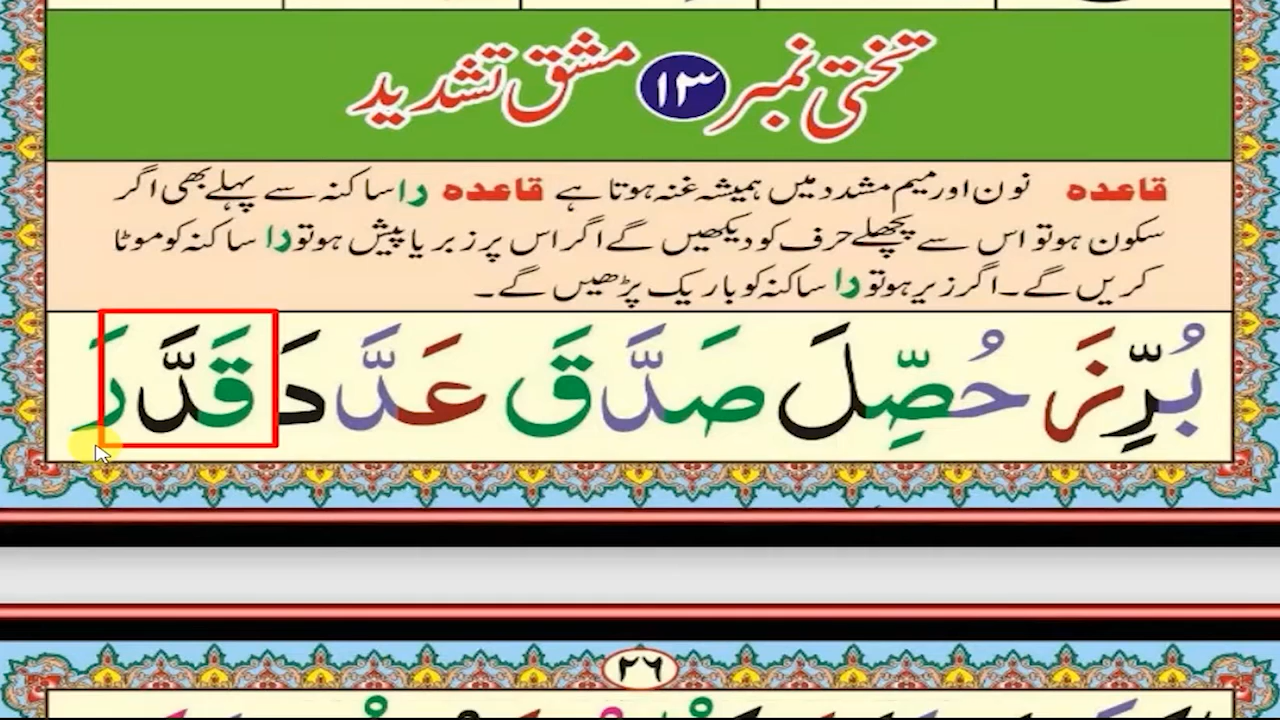 تختی نمبر ۱۳ مشق تشدید
قاعدہ نون اور میم مشدد میں ہمیشہ غنہ ہوتا ہے قاعدہ را ساکنہ سے پہلے بھی اگر
سکون ہو تو اس سے پچھلے حرف کو دیکھیں گے اگر اس پر زبر یا پیش ہو تو را ساکنہ کو موٹا
کریں گے۔ اگر زیر ہو تو را ساکنہ کو باریک پڑھیں گے۔
بُرِّزَ حُصِّلَ صَدَّقَ عَدَّدَ قَدَّرَ
۲۶